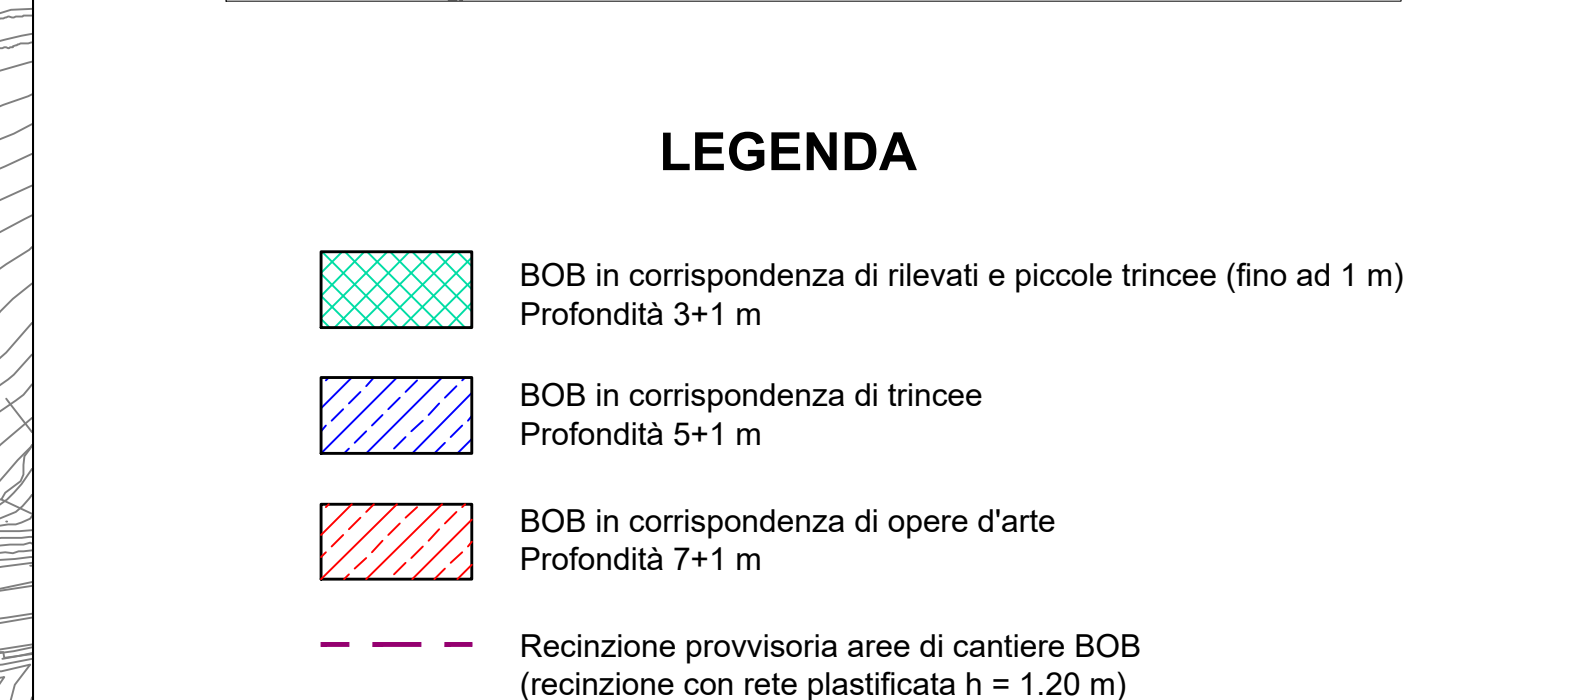 LEGENDA
BOB in corrispondenza di rilevati e piccole trincee (fino ad 1 m)
Profondità 3+1 m
BOB in corrispondenza di trincee
Profondità 5+1 m
BOB in corrispondenza di opere d'arte
Profondità 7+1 m
Recinzione provvisoria aree di cantiere BOB
(recinzione con rete plastificata h = 1.20 m)